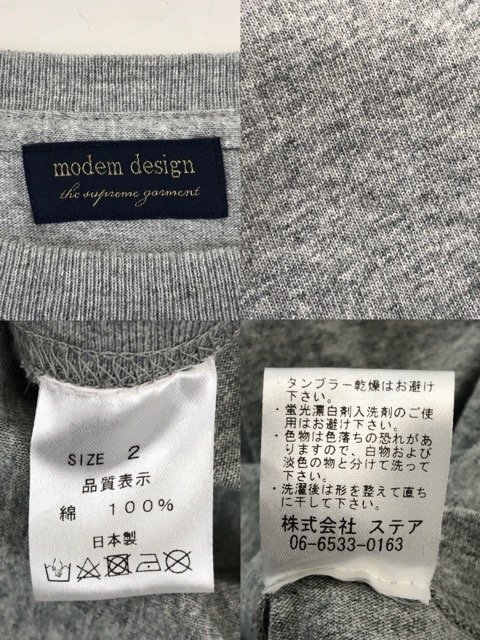 modem design
the supreme garment
SIZE 2
品質表示
綿 100%
日本製
タンブラー乾燥はお避け
下さい。
・蛍光漂白剤入洗剤のご使
用はお避け下さい。
・色物は色落ちの恐れがあ
りますので、白物および
淡色の物と分けて洗って
下さい。
・洗濯後は形を整えて直ち
に干して下さい。
株式会社 ステア
06-6533-0163